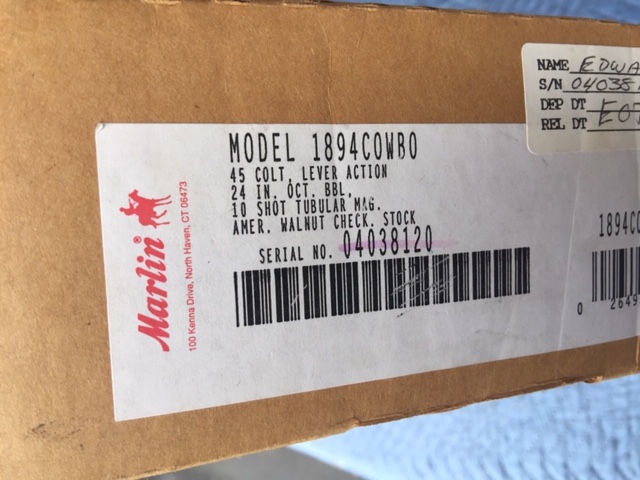 NAME EDWA
S/N 04038
DEP DT
REL DT
MODEL 1894COWBO
45 COLT, LEVER ACTION
24 IN. OCT. BBL.
10 SHOT TUBULAR MAG.
AMER. WALNUT CHECK. STOCK
SERIAL NO. 04038120
Marlin®
100 Kenna Drive, North Haven, CT 06473
1894CO
0 2649